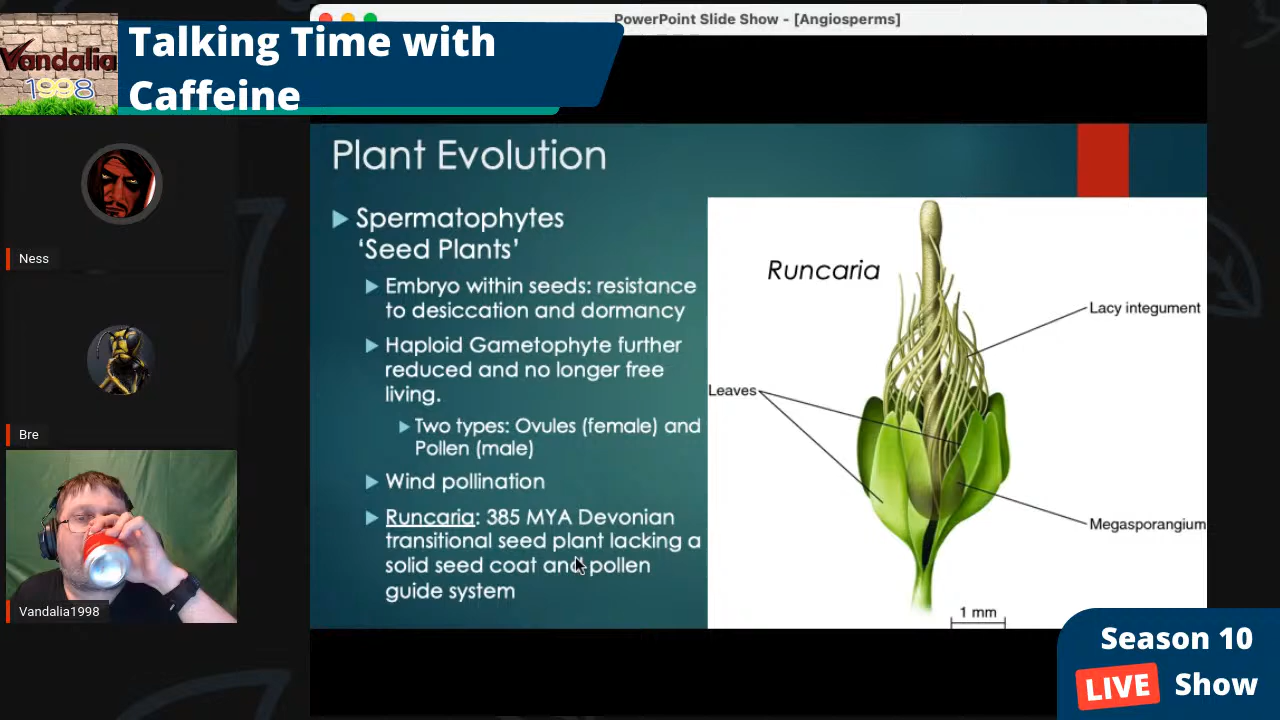 PowerPoint Slide Show - [Angiosperms]
Vandalia
1998
Talking Time with
Caffeine
Ness
Bre
Vandalia1998
Plant Evolution
Spermatophytes
‘Seed Plants’
Embryo within seeds: resistance
to desiccation and dormancy
Haploid Gametophyte further
reduced and no longer free
living.
Two types: Ovules (female) and
Pollen (male)
Wind pollination
Runcaria: 385 MYA Devonian
transitional seed plant lacking a
solid seed coat and pollen
guide system
Runcaria
Lacy integument
Leaves
Megasporangium
1 mm
Season 10
LIVE Show